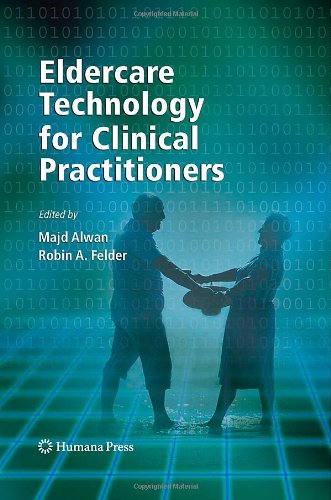 Eldercare
Technology
for Clinical
Practitioners
Edited by
Majd Alwan
Robin A. Felder
Humana Press